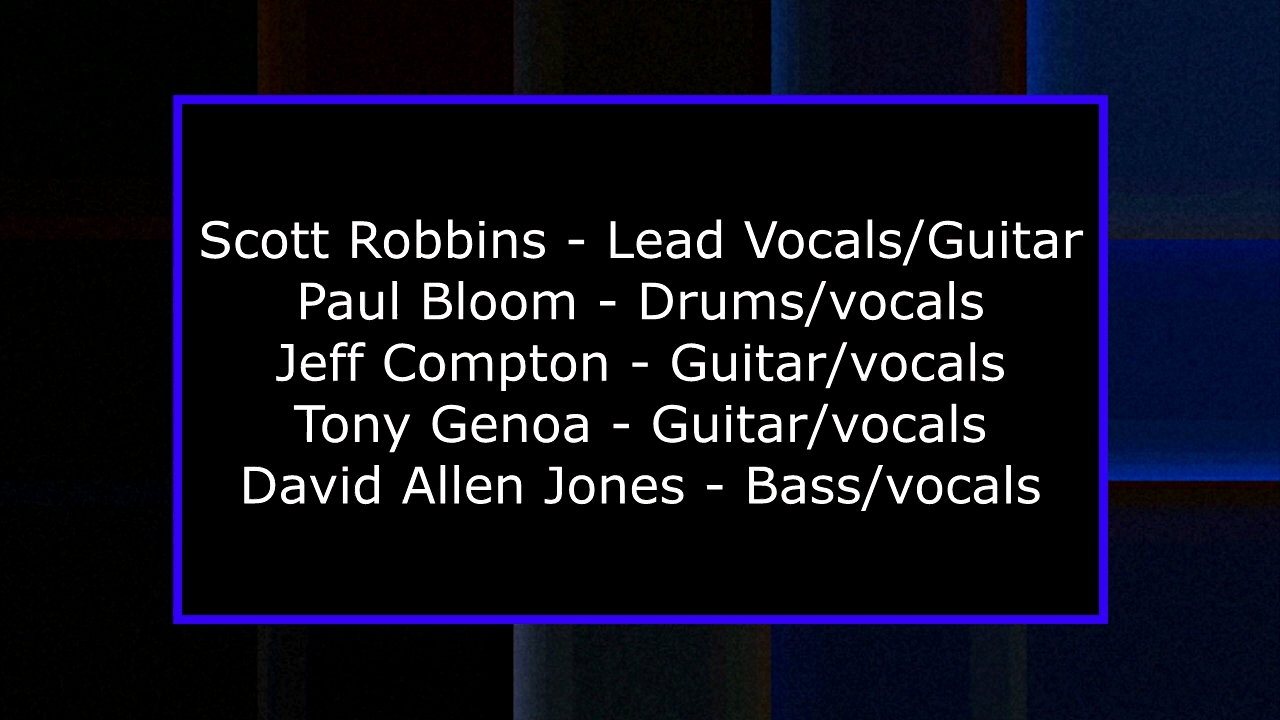 Scott Robbins - Lead Vocals/Guitar
Paul Bloom - Drums/vocals
Jeff Compton - Guitar/vocals
Tony Genoa - Guitar/vocals
David Allen Jones - Bass/vocals